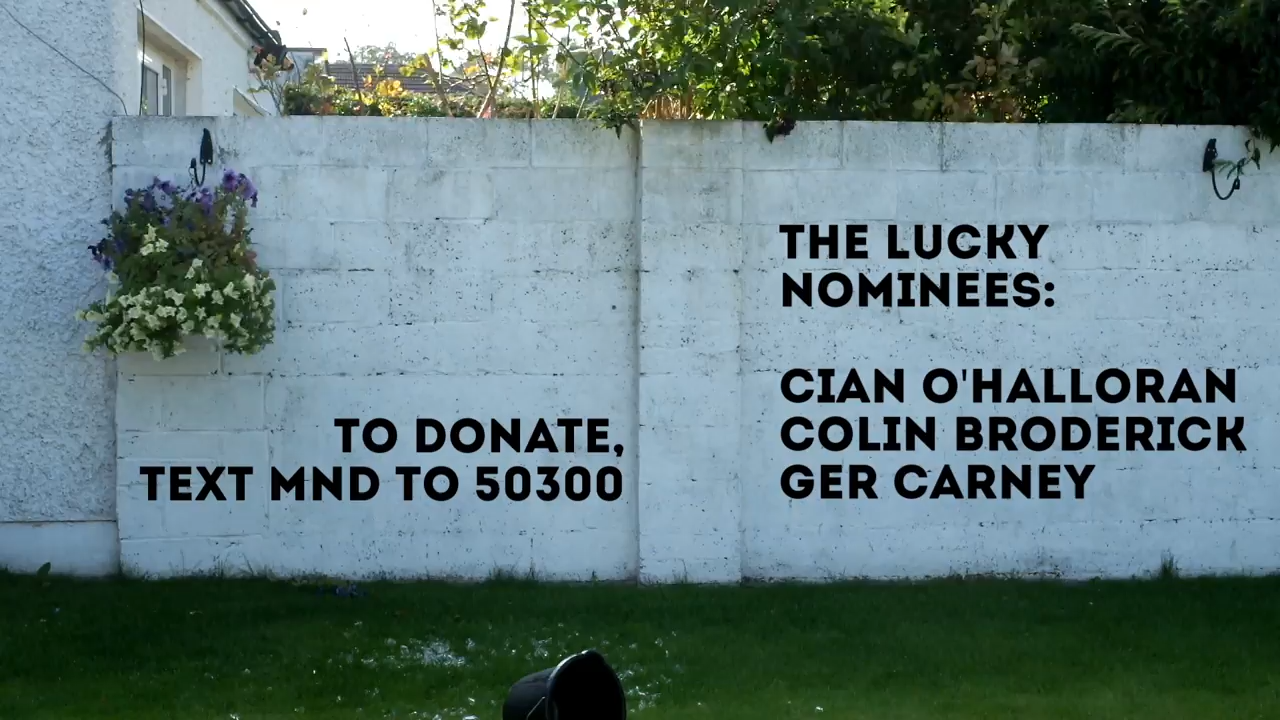 TO DONATE,
TEXT MND TO 50300
THE LUCKY
NOMINEES:
CIAN O'HALLORAN
COLIN BRODERICK
GER CARNEY